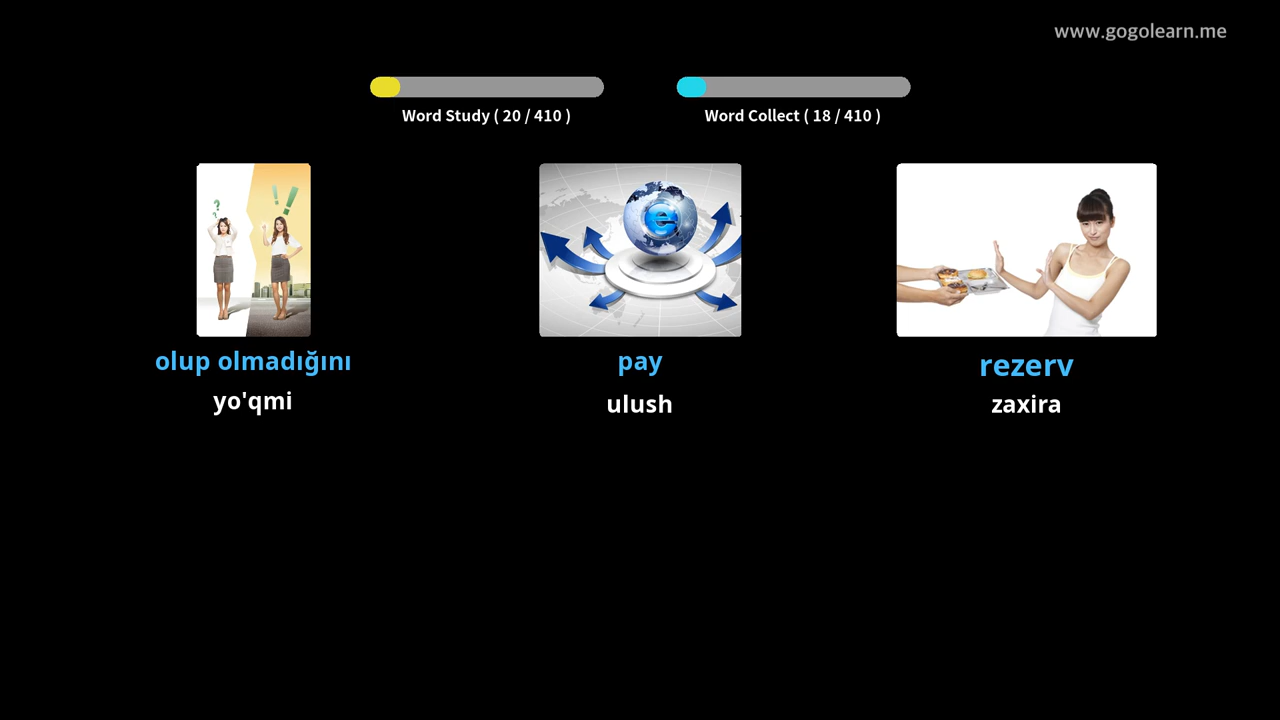 www.gogolearn.me
Word Study ( 20 / 410 )
Word Collect ( 18 / 410 )
? ! !
e
olup olmadığını
pay
rezerv
yo'qmi
ulush
zaxira